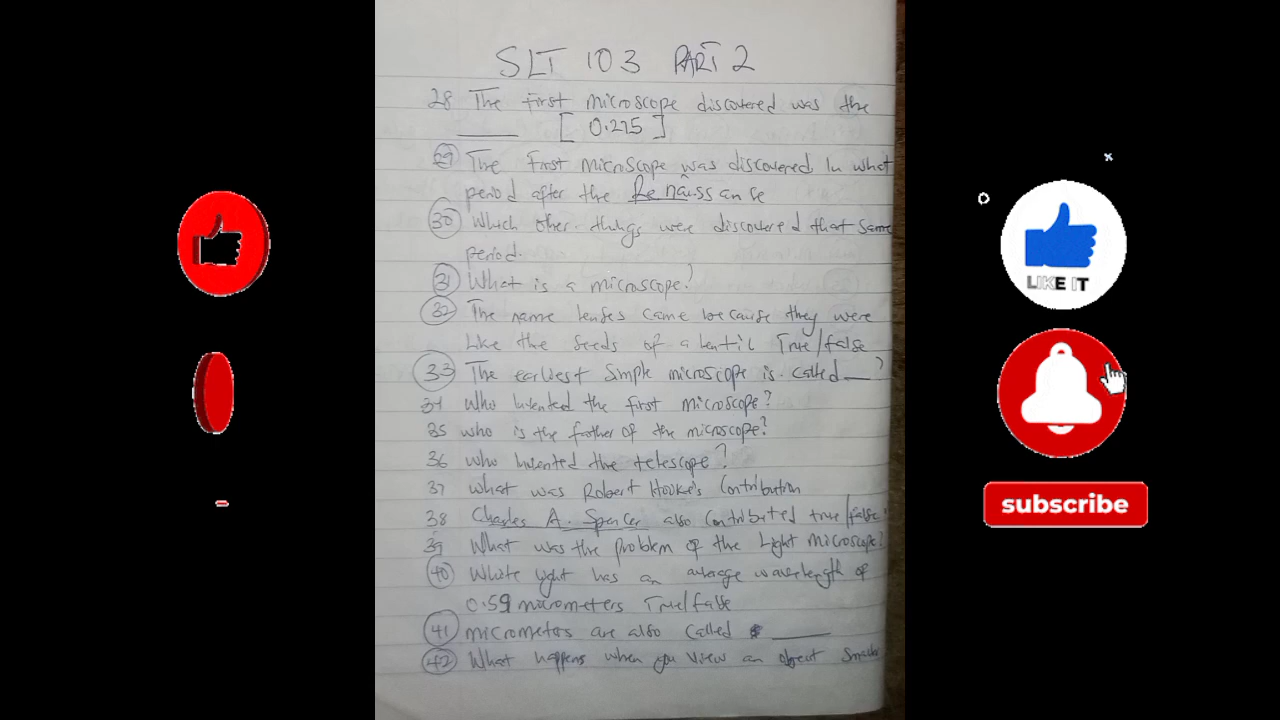 SLT 103 PART 2
28 The first microscope discovered was the
____ [0.275]
29 The First microscope was discovered In what
period after the Renaissanse
30 Which other things were discovered that same
period.
31 What is a microscope?
32 The name lenses came because they were
Like the seeds of a lentil True/false
33 The earliest Simple microscope is called __?
34 Who Invented the first microscope?
35 who is the father of the microscope?
36 who Invented the telescope?
37 what was Robert Hooke's Contribution
38 Charles A. Spencer also Contributed true/false?
39 What was the problem of the Light Microscope?
40 White light has an average wavelength of
0.59 micrometers True/false
41 micrometers are also Called ____
42 What happens when you view an object
LIKE IT
subscribe